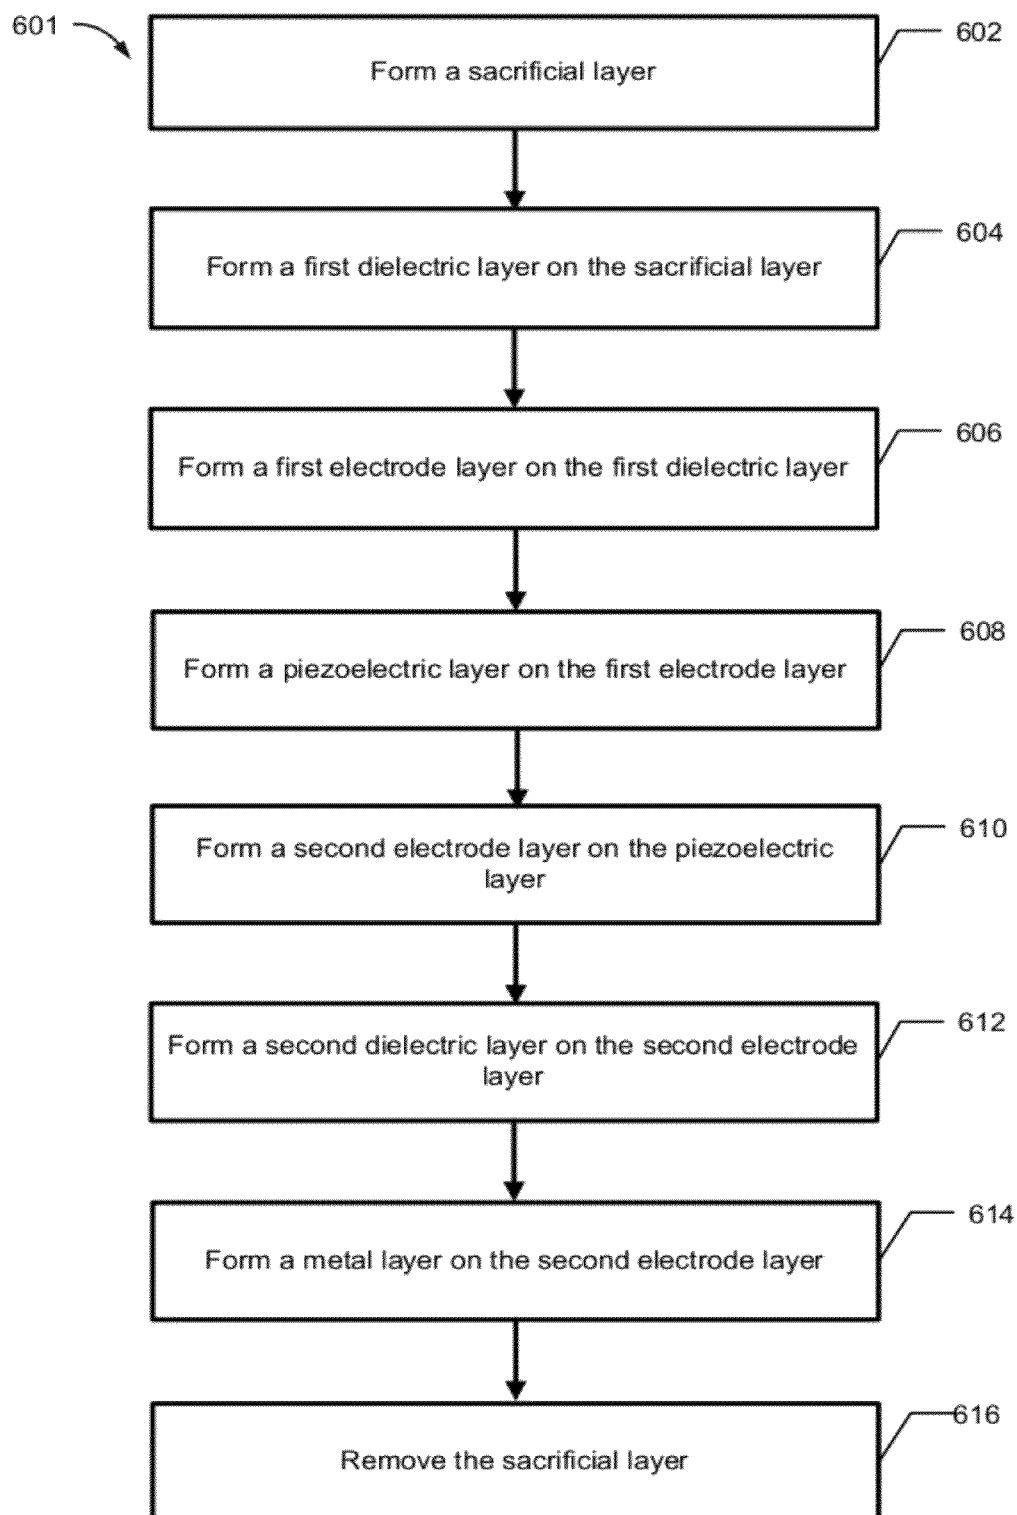 601
602
Form a sacrificial layer
604
Form a first dielectric layer on the sacrificial layer
606
Form a first electrode layer on the first dielectric layer
608
Form a piezoelectric layer on the first electrode layer
610
Form a second electrode layer on the piezoelectric
layer
612
Form a second dielectric layer on the second electrode
layer
614
Form a metal layer on the second electrode layer
616
Remove the sacrificial layer